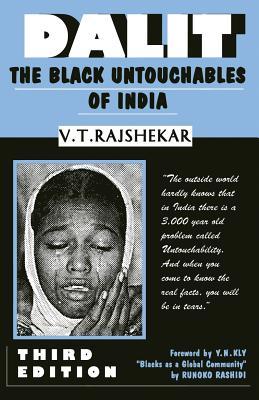 DALIT
THE BLACK UNTOUCHABLES
OF INDIA
V.T.RAJSHEKAR
"The outside world
hardly knows that
in India there is a
3,000 year old
problem called
Untouchability.
And when you
come to know the
real facts, you will
be in tears."
THIRD
EDITION
Foreword by Y.N.KLY
"Blacks as a Global Community"
by RUNOKO RASHIDI